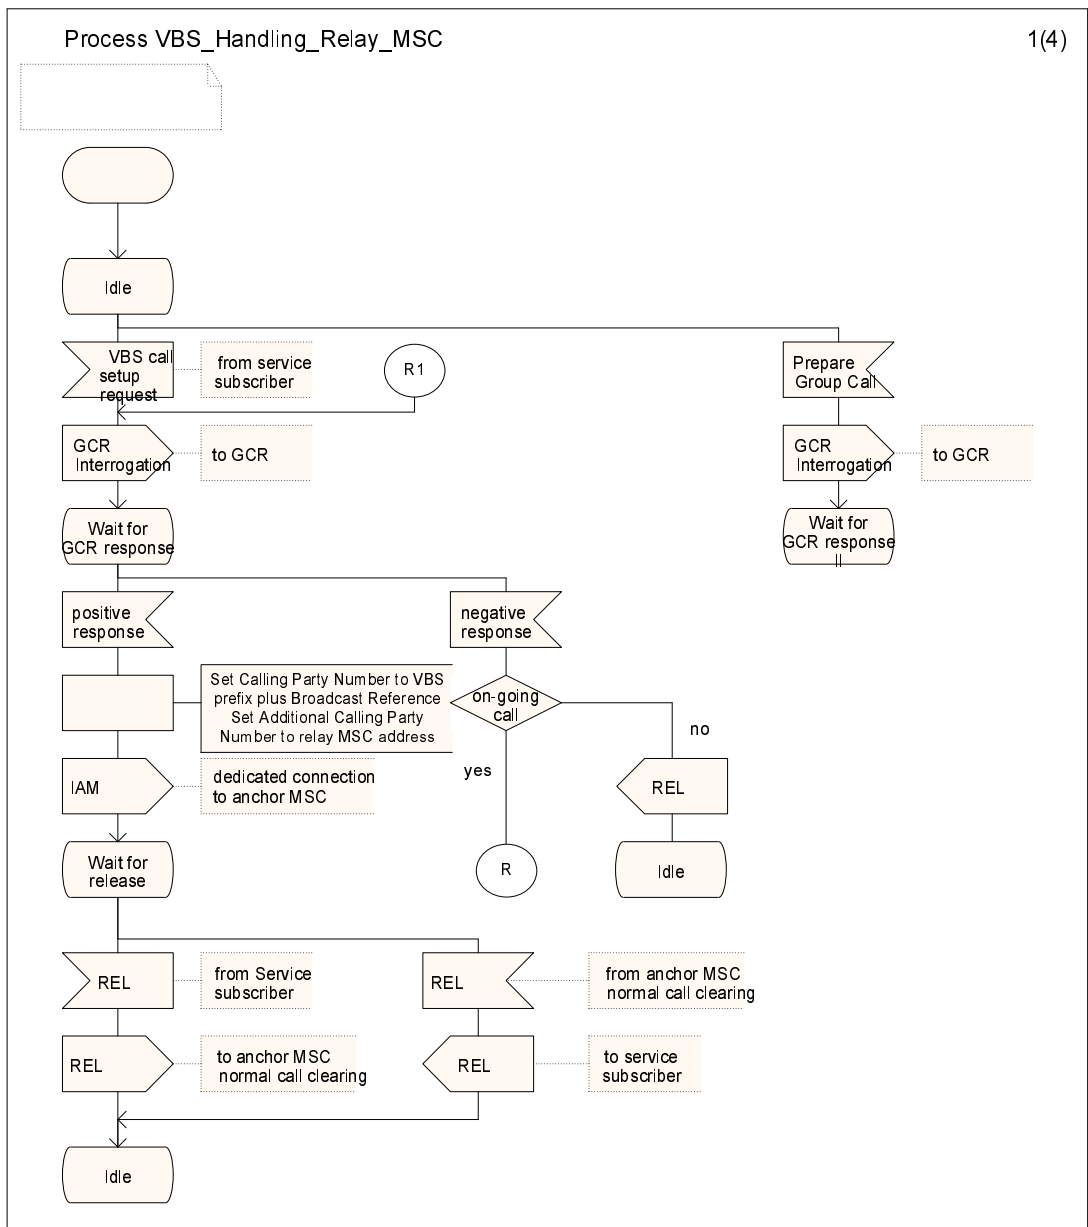 Process VBS_Handling_Relay_MSC
1(4)
Idle
VBS call
setup
request
from service
subscriber
R1
Prepare
Group Call
GCR
Interrogation
to GCR
GCR
Interrogation
to GCR
Wait for
GCR response
Wait for
GCR response
II
positive
response
negative
response
Set Calling Party Number to VBS
prefix plus Broadcast Reference
Set Additional Calling Party
Number to relay MSC address
on-going
call
no
yes
IAM
dedicated connection
to anchor MSC
REL
Wait for
release
R
Idle
REL
from Service
subscriber
REL
from anchor MSC
normal call clearing
REL
to anchor MSC
normal call clearing
REL
to service
subscriber
Idle